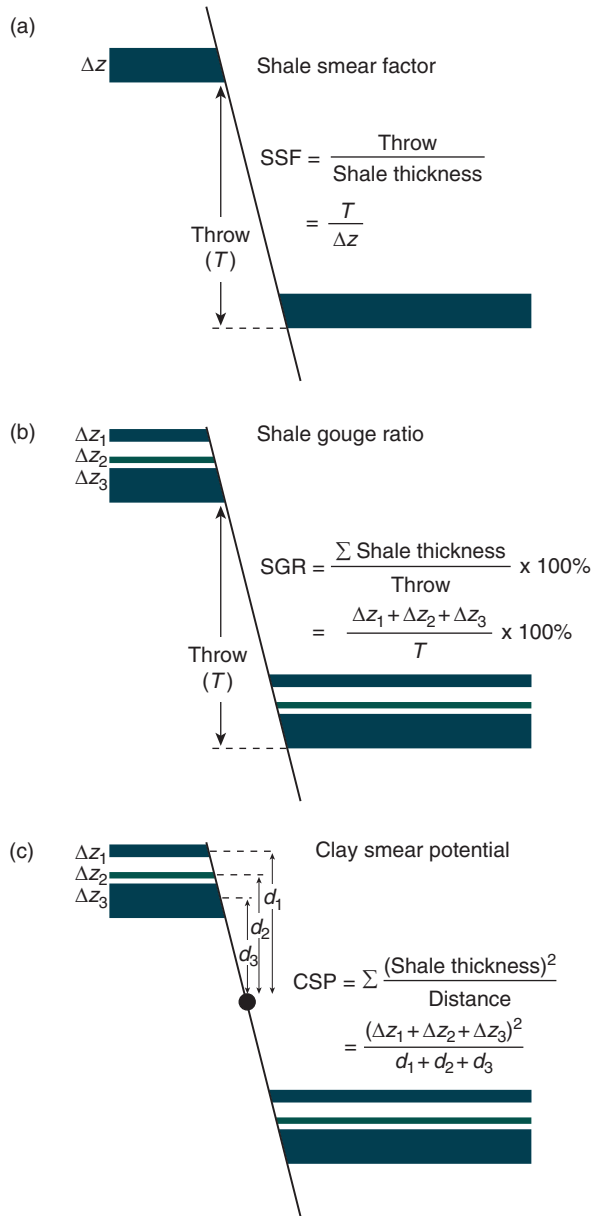 (a)
Δz
Shale smear factor
SSF = Throw / Shale thickness
= T / Δz
Throw
(T)
(b)
Δz1
Δz2
Δz3
Shale gouge ratio
SGR = Σ Shale thickness / Throw x 100%
= Δz1 + Δz2 + Δz3 / T x 100%
Throw
(T)
(c)
Δz1
Δz2
Δz3
Clay smear potential
d1
d2
d3
CSP = Σ (Shale thickness)² / Distance
= (Δz1 + Δz2 + Δz3)² / d1 + d2 + d3